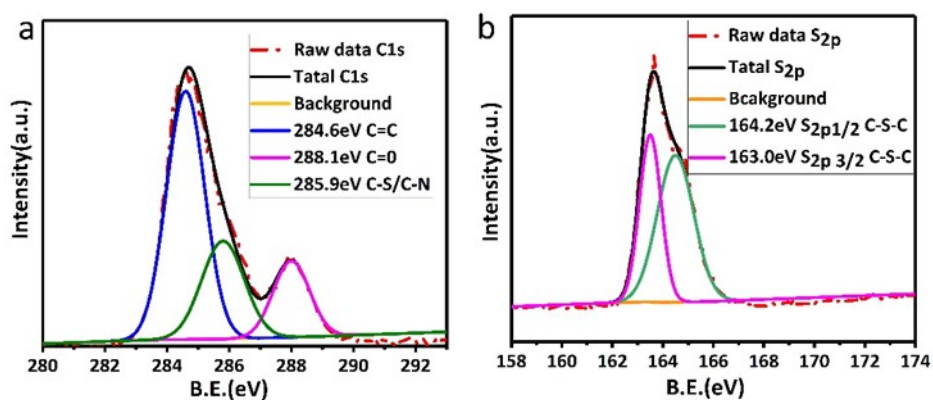 a
Raw data C1s
Tatal C1s
Background
284.6eV C=C
288.1eV C=0
285.9eV C-S/C-N
Intensity(a.u.)
280 282 284 286 288 290 292
B.E.(eV)
b
Raw data S2p
Tatal S2p
Bcakground
164.2eV S2p1/2 C-S-C
163.0eV S2p 3/2 C-S-C
Intensity(a.u.)
158 160 162 164 166 168 170 172 174
B.E.(eV)